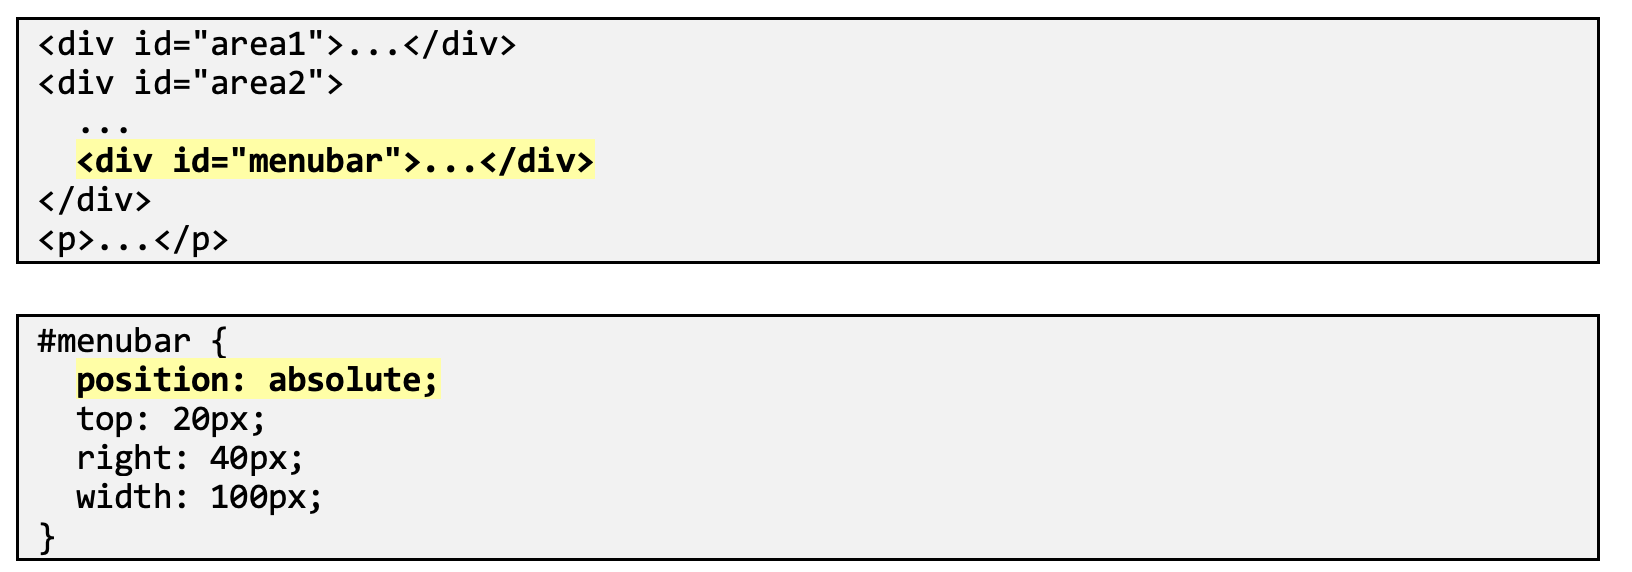 <div id="area1">...</div>
<div id="area2">
  ...
  <div id="menubar">...</div>
</div>
<p>...</p>
#menubar {
  position: absolute;
  top: 20px;
  right: 40px;
  width: 100px;
}